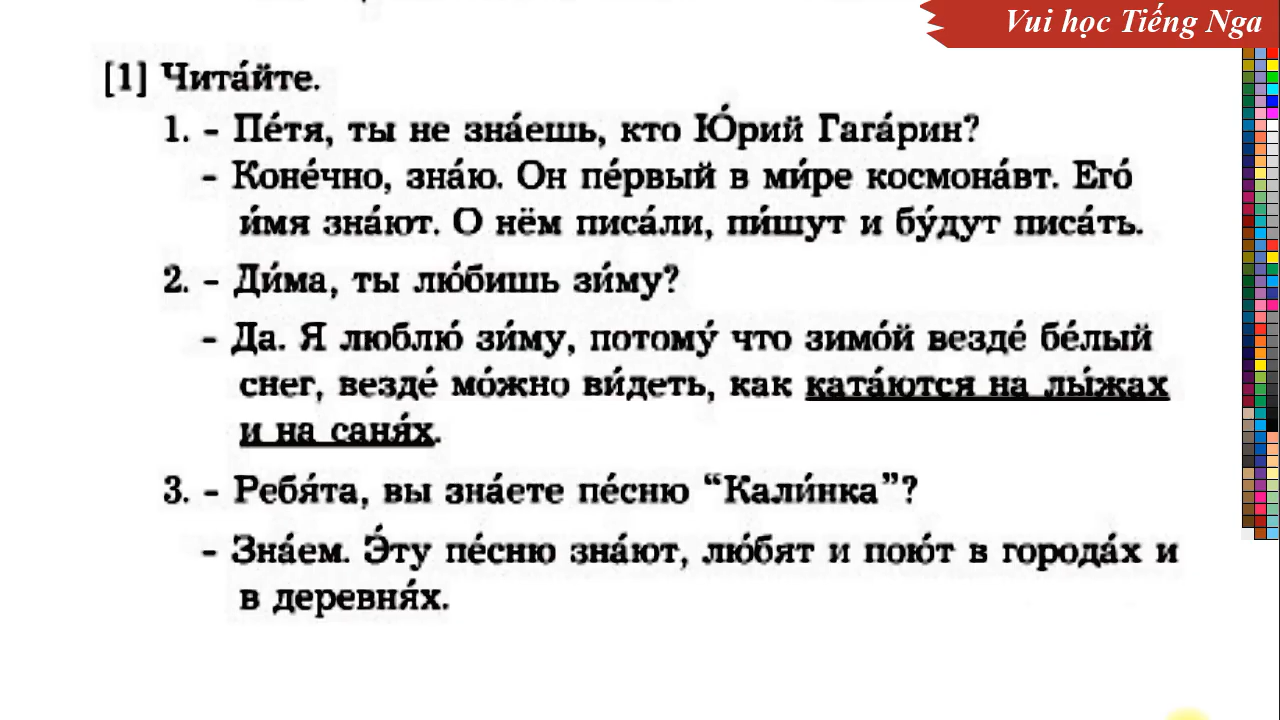 Vui học Tiếng Nga
[1] Чита́йте.
1. – Пе́тя, ты не зна́ешь, кто Ю́рий Гага́рин?
– Коне́чно, зна́ю. Он пе́рвый в ми́ре космона́вт. Его́
и́мя зна́ют. О нём писа́ли, пи́шут и бу́дут писа́ть.
2. – Ди́ма, ты лю́бишь зи́му?
– Да. Я люблю́ зи́му, потому́ что зимо́й везде́ бе́лый
снег, везде́ мо́жно ви́деть, как ката́ются на лы́жах
и на саня́х.
3. – Ребя́та, вы зна́ете пе́сню “Кали́нка”?
– Зна́ем. Э́ту пе́сню зна́ют, лю́бят и пою́т в города́х и
в деревня́х.